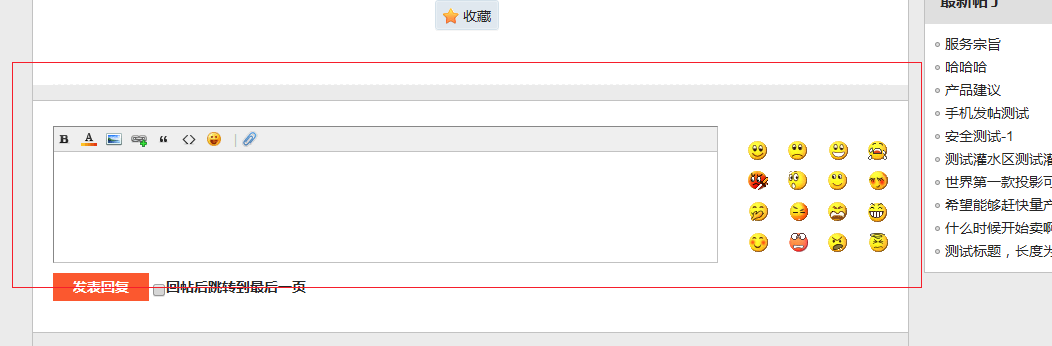 收藏
最新帖子
服务宗旨
哈哈哈
产品建议
手机发帖测试
安全测试-1
测试灌水区测试灌
世界第一款投影可
希望能够赶快量产
什么时候开始卖啊
测试标题，长度为
B A “ <>
发表回复
回帖后跳转到最后一页